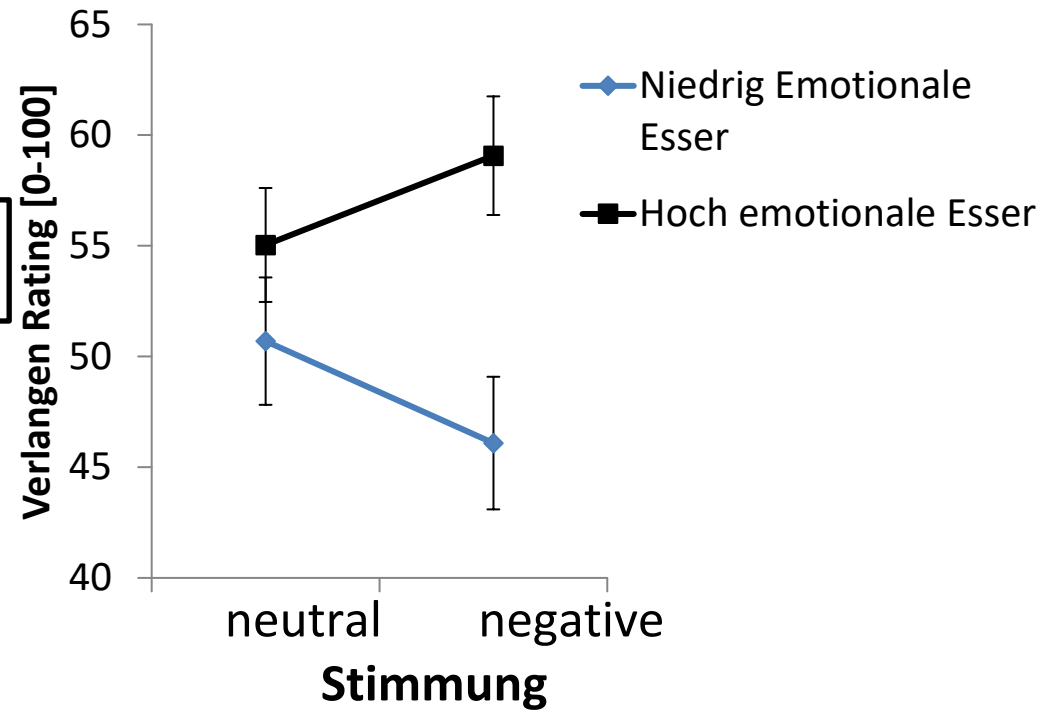 65
60
55
50
45
40
Verlangen Rating [0-100]
neutral
negative
Stimmung
Niedrig Emotionale
Esser
Hoch emotionale Esser